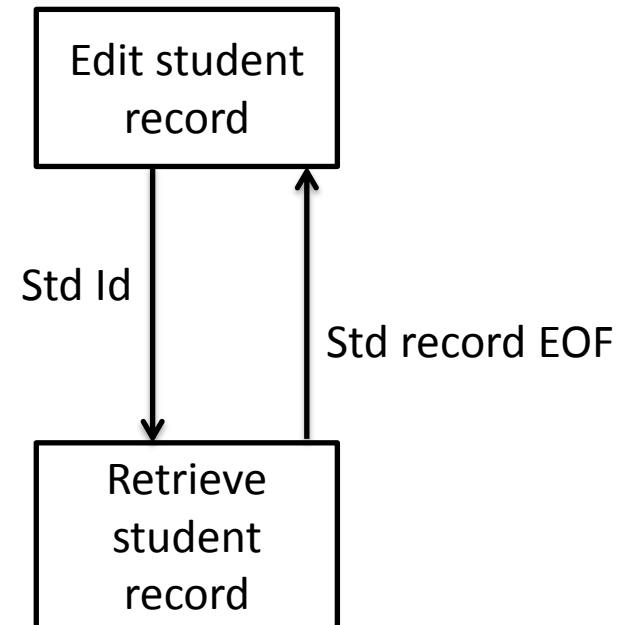 Edit student
record
Std Id
Std record EOF
Retrieve
student
record